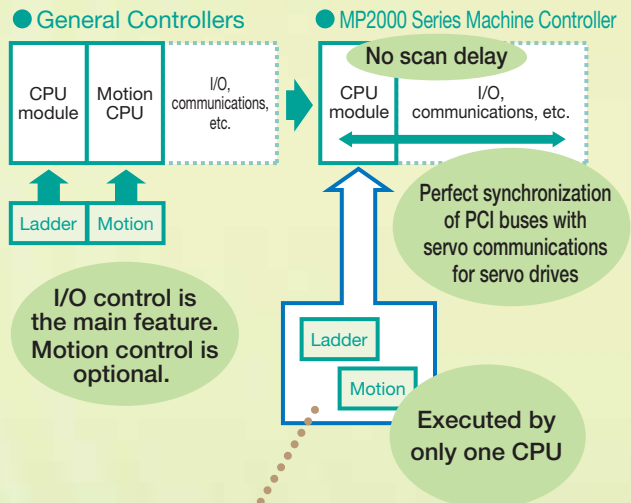 ● General Controllers
● MP2000 Series Machine Controller
CPU
module
Motion
CPU
I/O,
communications,
etc.
Ladder
Motion
I/O control is
the main feature.
Motion control is
optional.
No scan delay
CPU
module
I/O,
communications, etc.
Perfect synchronization
of PCI buses with
servo communications
for servo drives
Ladder
Motion
Executed by
only one CPU